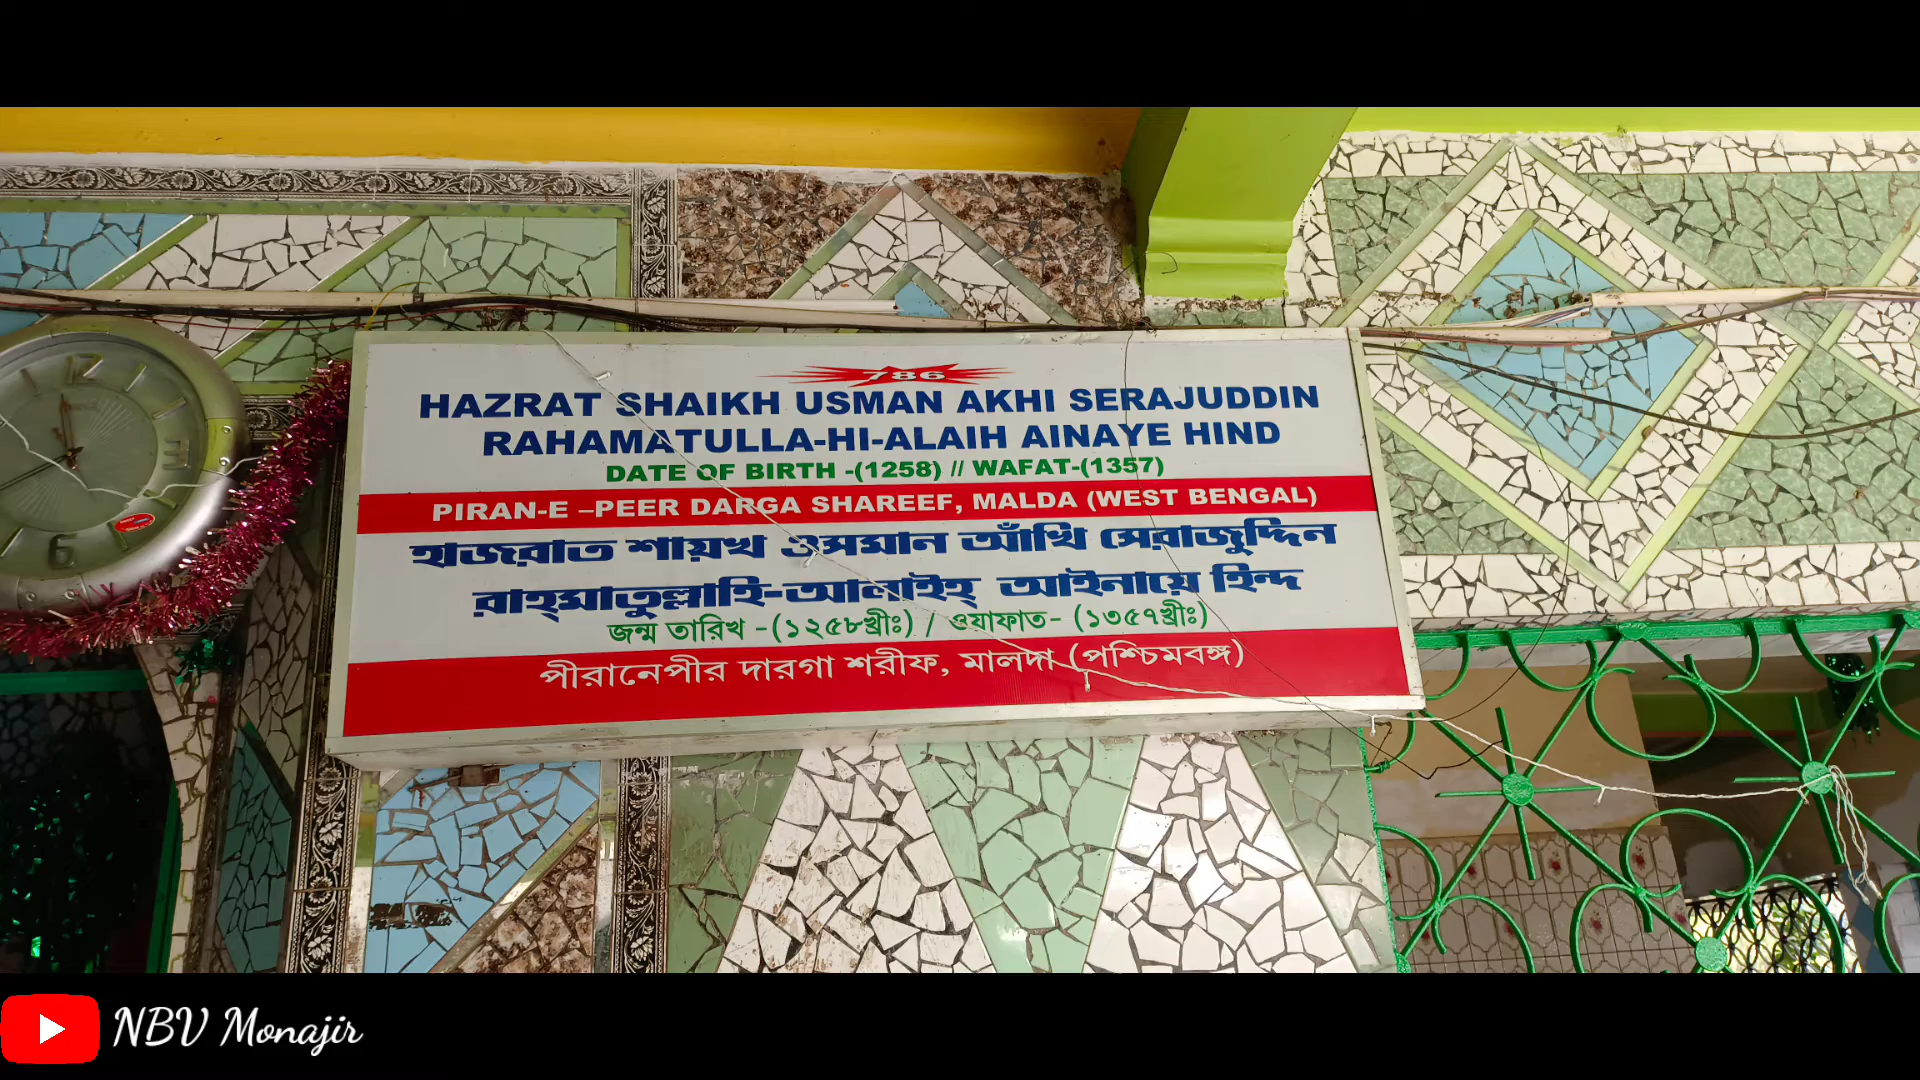 12
6
786
HAZRAT SHAIKH USMAN AKHI SERAJUDDIN
RAHAMATULLA-HI-ALAIH AINAYE HIND
DATE OF BIRTH -(1258) // WAFAT-(1357)
PIRAN-E –PEER DARGA SHAREEF, MALDA (WEST BENGAL)
হাজরাত শায়খ ওসমান আঁখি সেরাজুদ্দিন
রাহ্মাতুল্লাহি-আলাইহ্ আইনায়ে হিন্দ
জন্ম তারিখ -(১২৫৮খ্রীঃ) / ওয়াফাত- (১৩৫৭খ্রীঃ)
পীরানেপীর দারগা শরীফ, মালদা (পশ্চিমবঙ্গ)
NBV Monajir